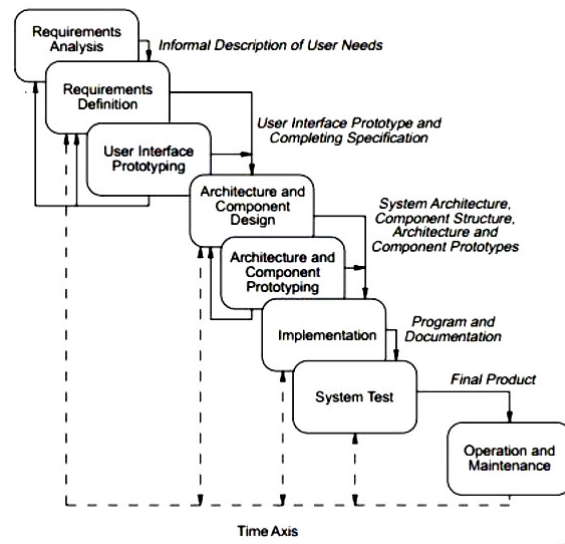 Requirements
Analysis
Informal Description of User Needs
Requirements
Definition
User Interface Prototype and
Completing Specification
User Interface
Prototyping
Architecture and
Component
Design
System Architecture,
Component Structure,
Architecture and
Component Prototypes
Architecture and
Component
Prototyping
Implementation
Program and
Documentation
System Test
Final Product
Operation and
Maintenance
Time Axis